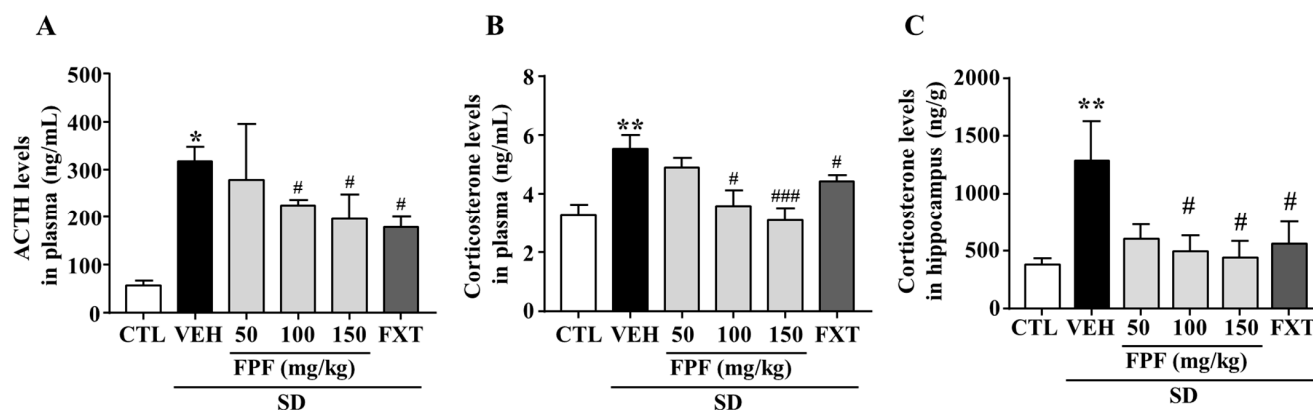 A
ACTH levels
in plasma (ng/mL)
500
400
300
200
100
0
*
#
#
#
CTL VEH 50 100 150 FXT
FPF (mg/kg)
SD
B
Corticosterone levels
in plasma (ng/mL)
8
6
4
2
0
**
#
###
#
CTL VEH 50 100 150 FXT
FPF (mg/kg)
SD
C
Corticosterone levels
in hippocampus (ng/g)
2000
1500
1000
500
0
**
#
#
#
CTL VEH 50 100 150 FXT
FPF (mg/kg)
SD